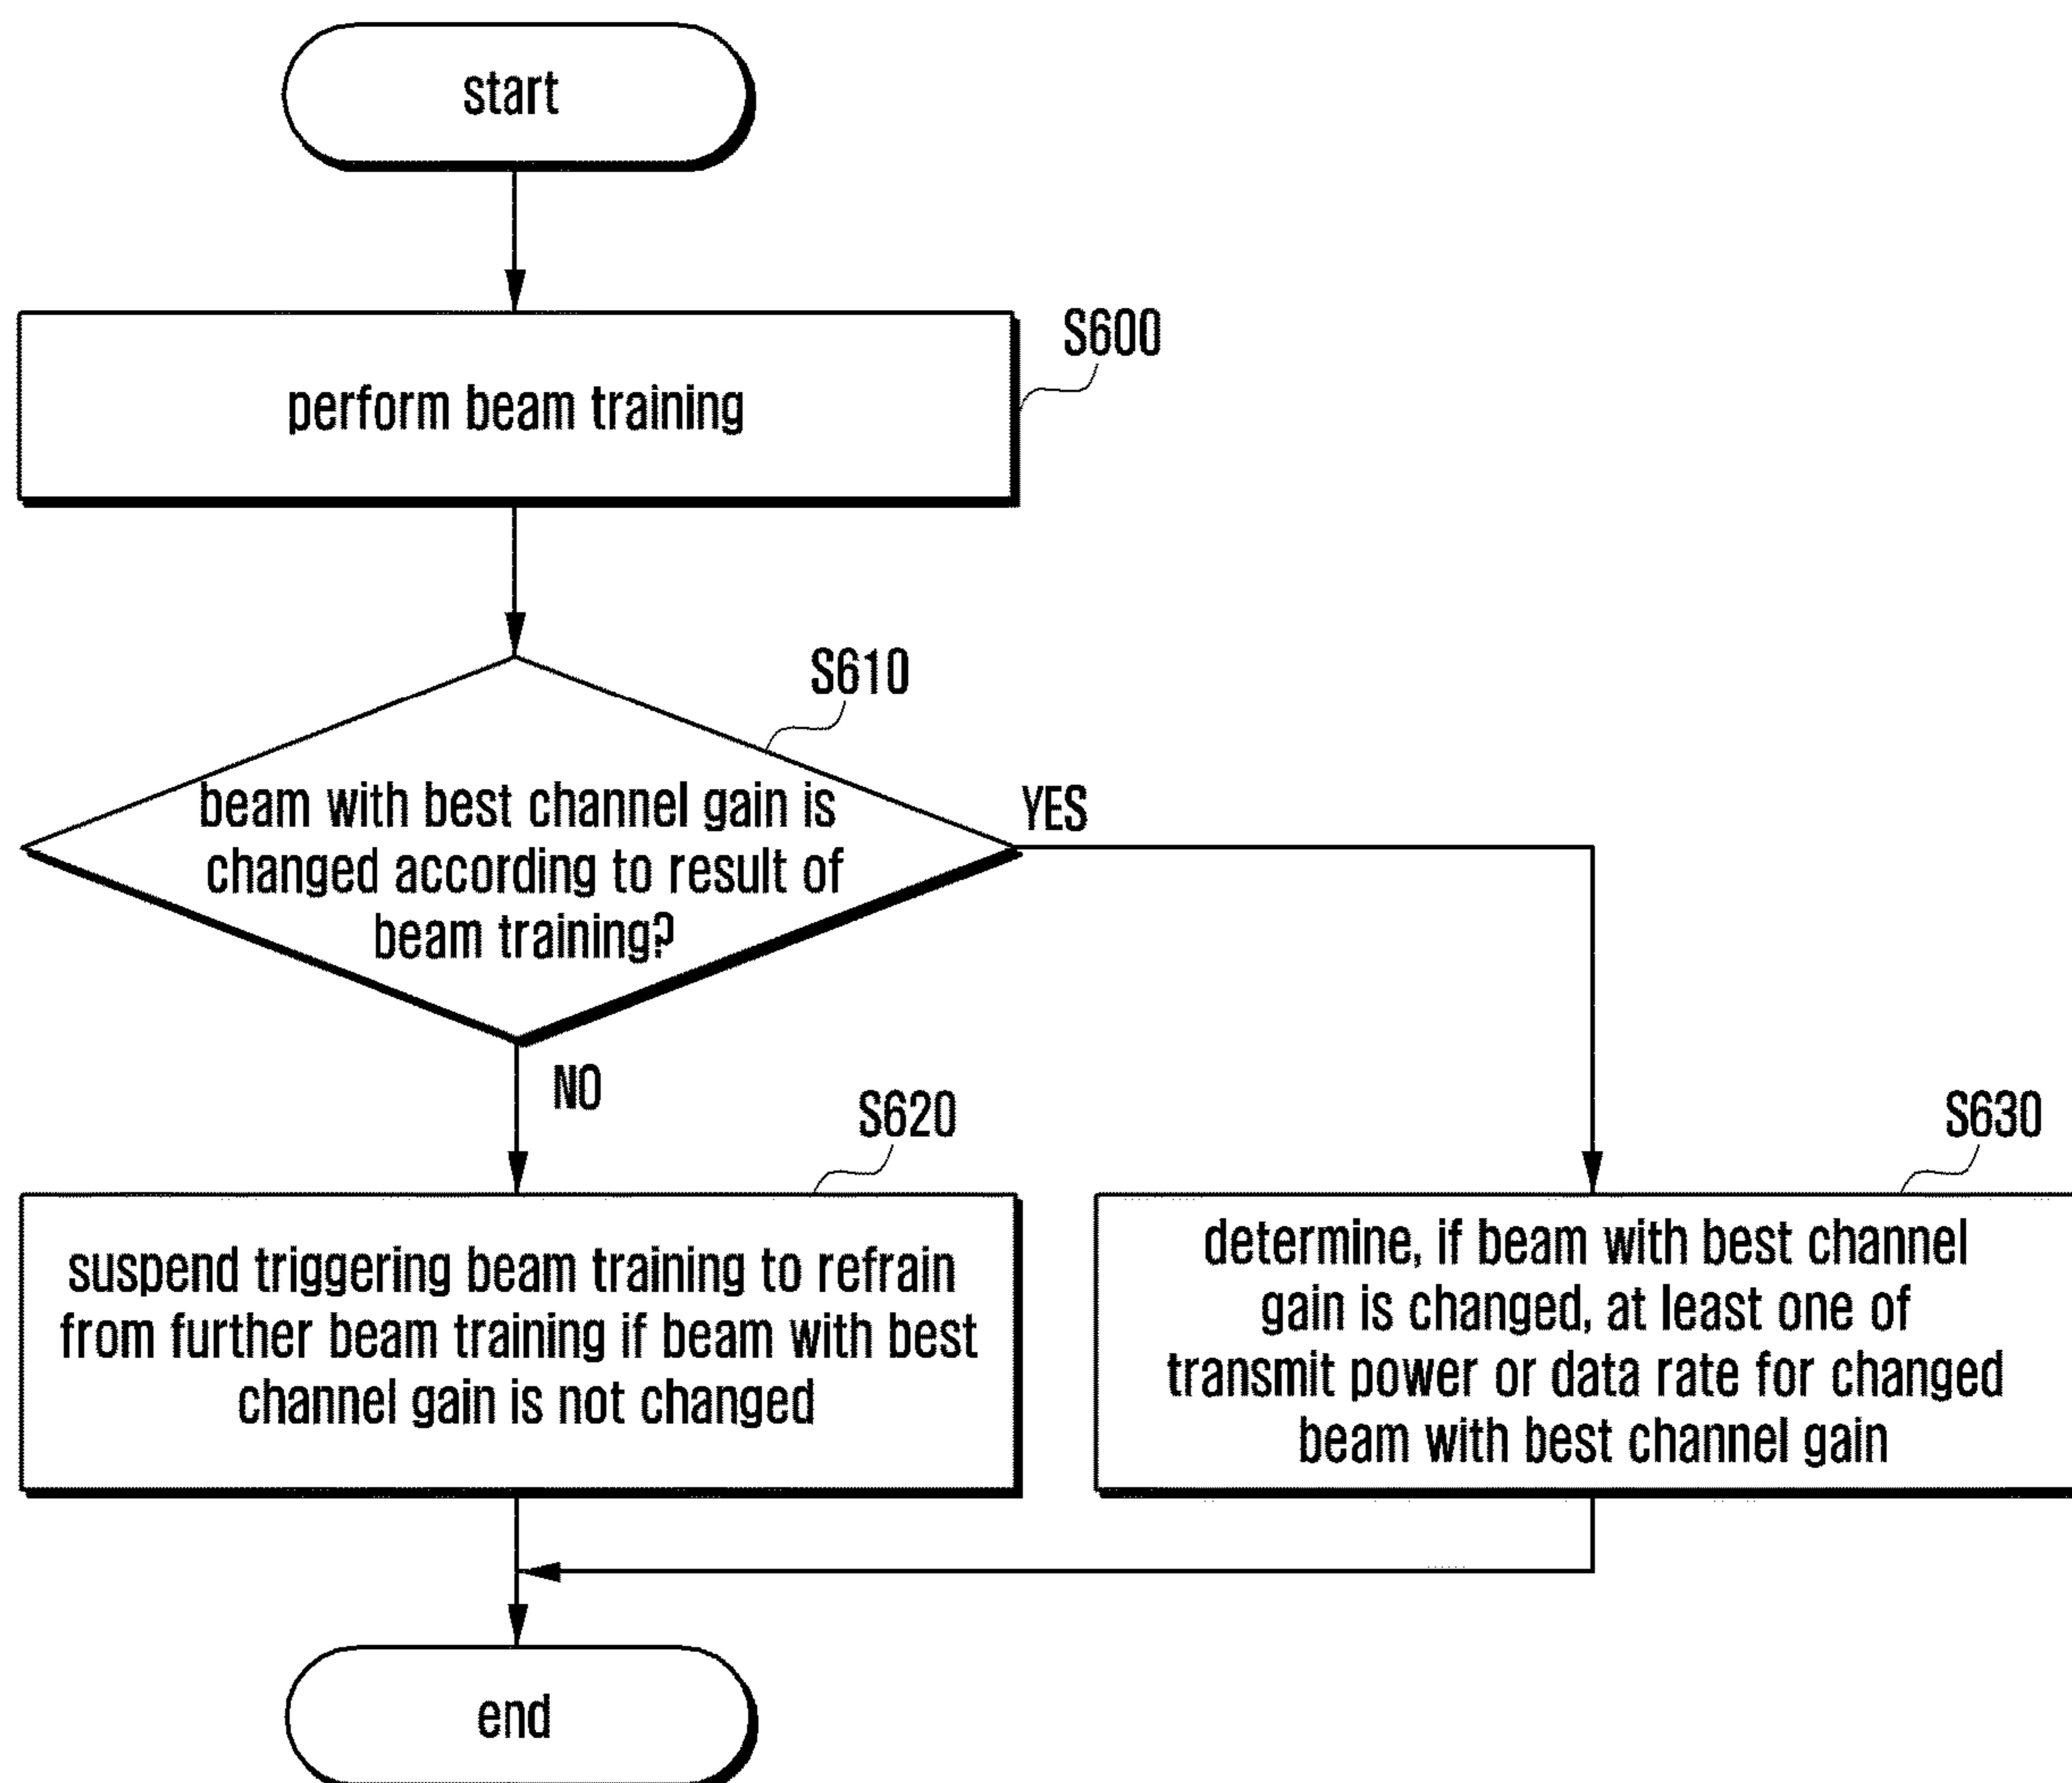 start
S600
perform beam training
S610
beam with best channel gain is
changed according to result of
beam training?
YES
NO
S620
suspend triggering beam training to refrain
from further beam training if beam with best
channel gain is not changed
S630
determine, if beam with best channel
gain is changed, at least one of
transmit power or data rate for changed
beam with best channel gain
end